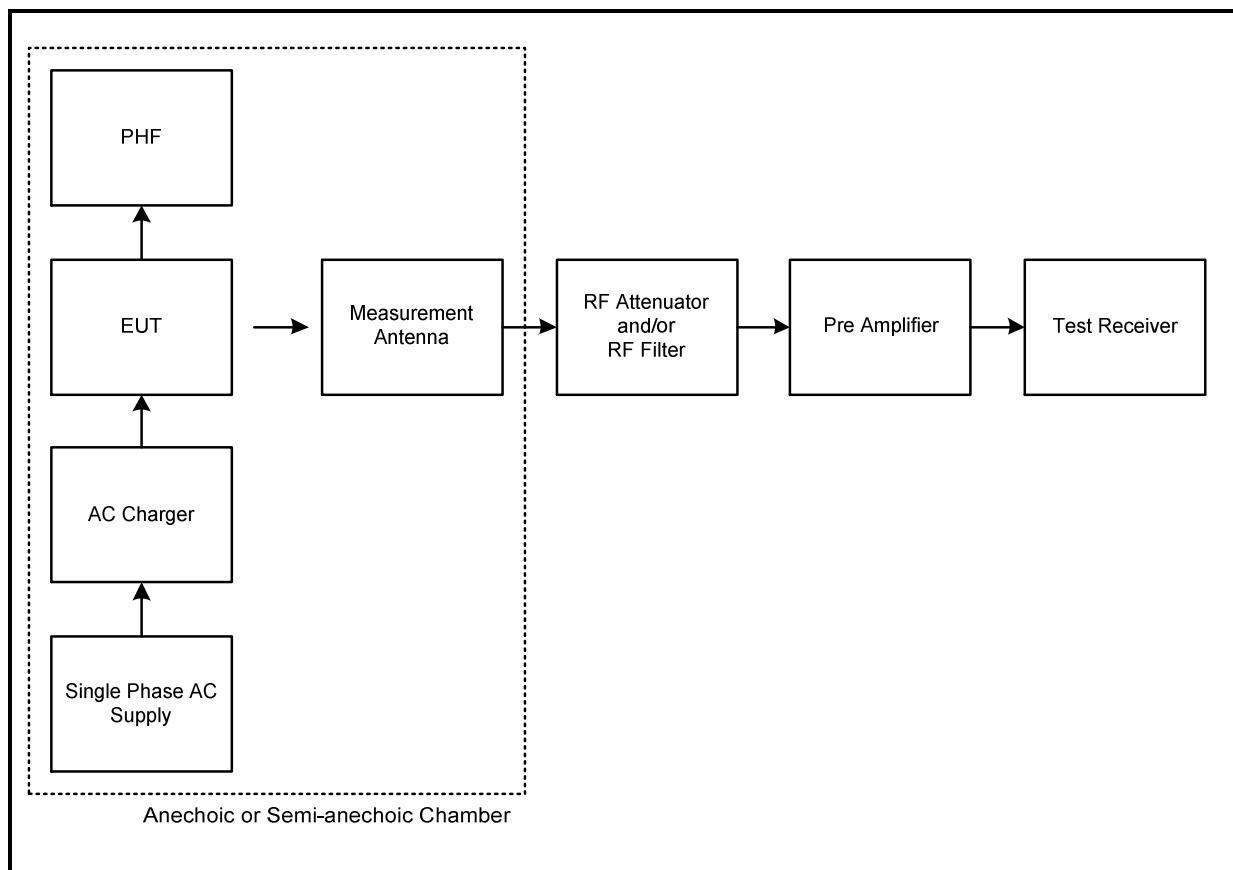 PHF
EUT
Measurement
Antenna
RF Attenuator
and/or
RF Filter
Pre Amplifier
Test Receiver
AC Charger
Single Phase AC
Supply
Anechoic or Semi-anechoic Chamber